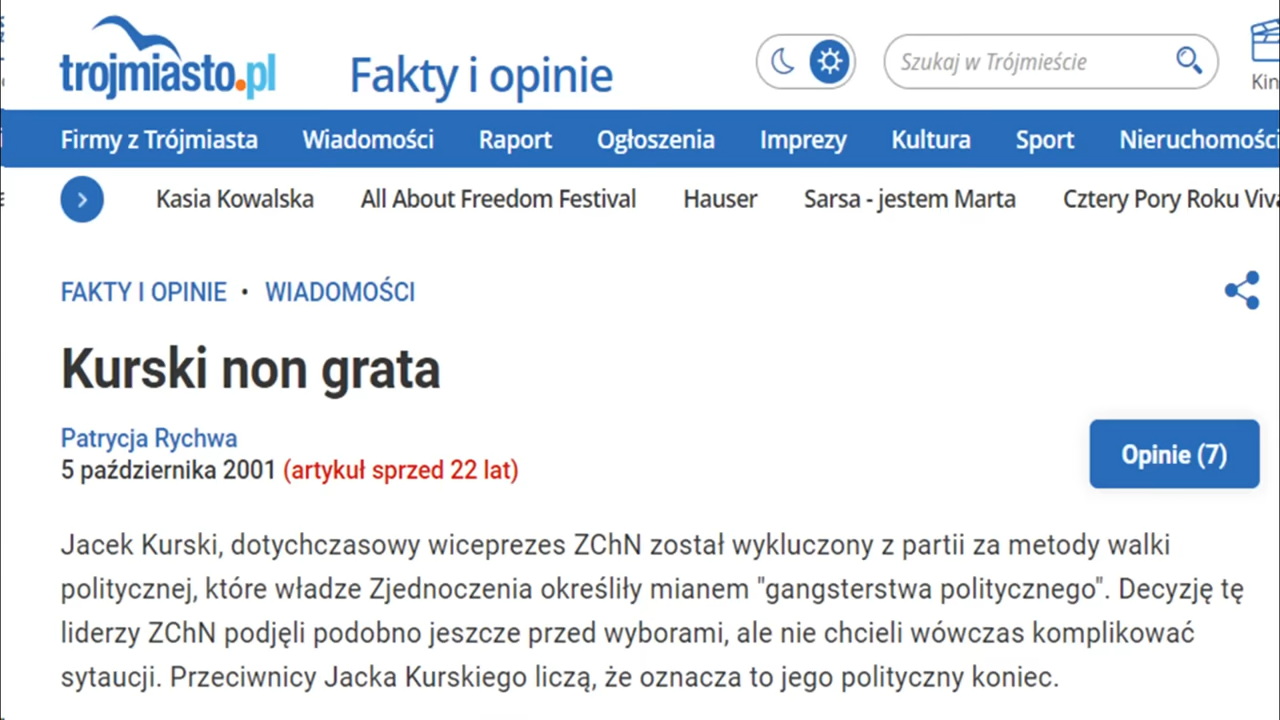 trojmiasto.pl
Fakty i opinie
Szukaj w Trójmieście
Kin
Firmy z Trójmiasta Wiadomości Raport Ogłoszenia Imprezy Kultura Sport Nieruchomości
Kasia Kowalska All About Freedom Festival Hauser Sarsa - jestem Marta Cztery Pory Roku Viva
FAKTY I OPINIE • WIADOMOŚCI
Kurski non grata
Patrycja Rychwa
5 października 2001 (artykuł sprzed 22 lat)
Opinie (7)
Jacek Kurski, dotychczasowy wiceprezes ZChN został wykluczony z partii za metody walki
politycznej, które władze Zjednoczenia określiły mianem "gangsterstwa politycznego". Decyzję tę
liderzy ZChN podjęli podobno jeszcze przed wyborami, ale nie chcieli wówczas komplikować
sytaucji. Przeciwnicy Jacka Kurskiego liczą, że oznacza to jego polityczny koniec.